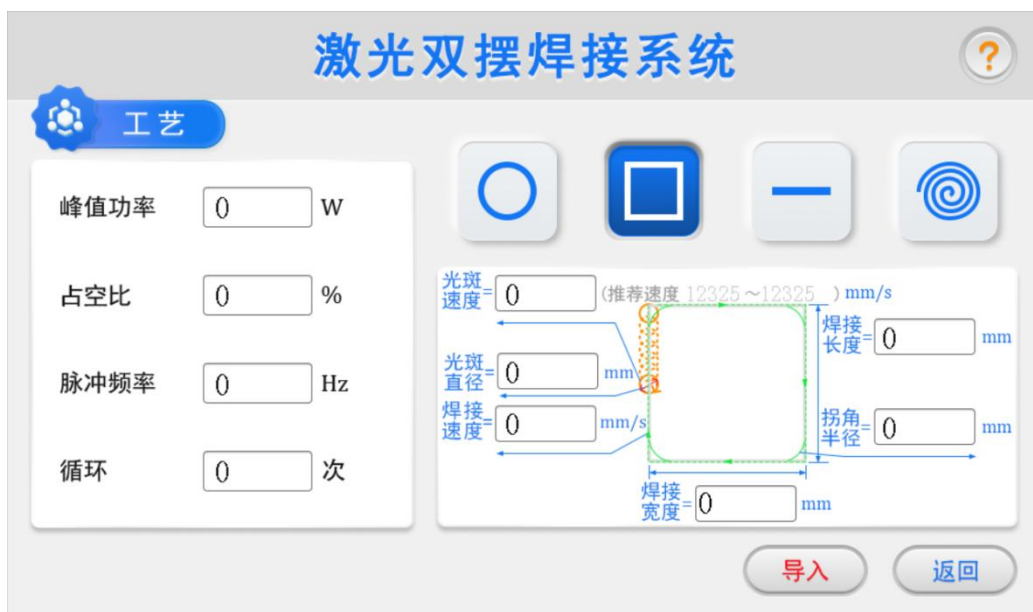 激光双摆焊接系统
?
工艺
峰值功率 0 W
占空比 0 %
脉冲频率 0 Hz
循环 0 次
光斑速度= 0 (推荐速度 12325～12325 ) mm/s
焊接长度= 0 mm
光斑直径= 0 mm
焊接速度= 0 mm/s
拐角半径= 0 mm
焊接宽度= 0 mm
导入 返回